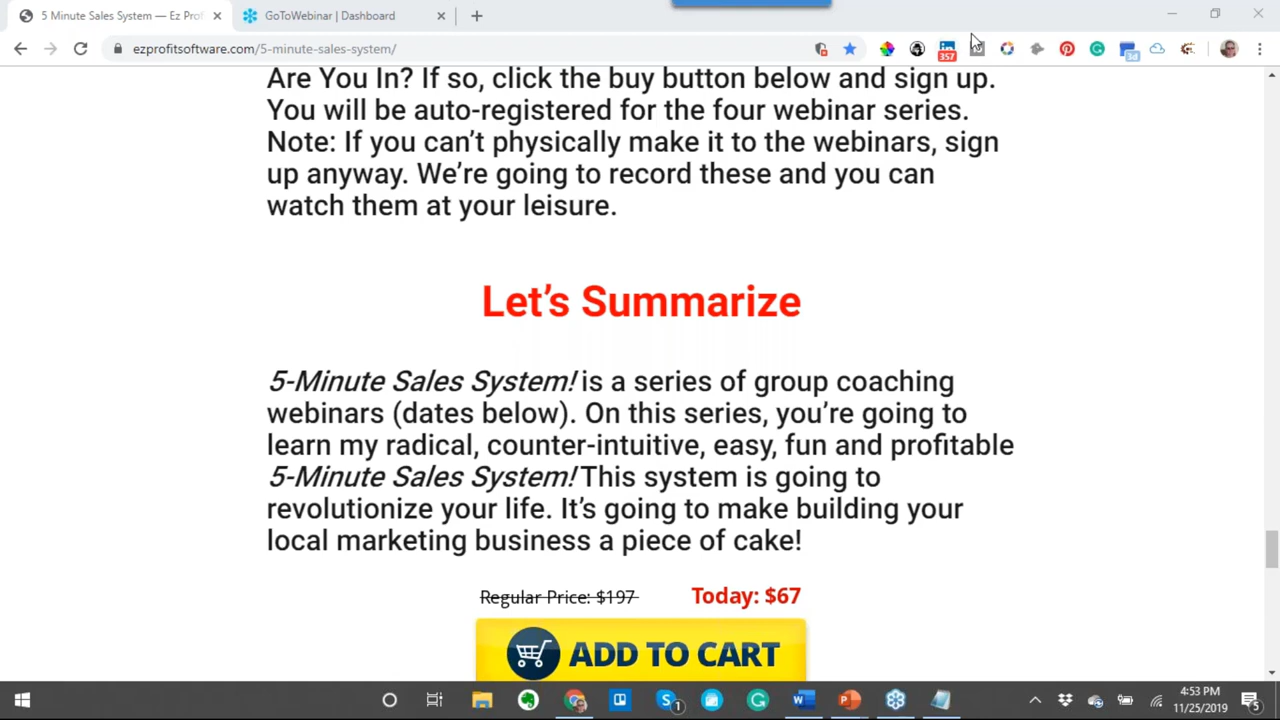 5 Minute Sales System — Ez Prof
GoToWebinar | Dashboard
ezprofitsoftware.com/5-minute-sales-system/
357
3d
Are You In? If so, click the buy button below and sign up.
You will be auto-registered for the four webinar series.
Note: If you can’t physically make it to the webinars, sign
up anyway. We’re going to record these and you can
watch them at your leisure.
Let’s Summarize
5-Minute Sales System! is a series of group coaching
webinars (dates below). On this series, you’re going to
learn my radical, counter-intuitive, easy, fun and profitable
5-Minute Sales System! This system is going to
revolutionize your life. It’s going to make building your
local marketing business a piece of cake!
Regular Price: $197 Today: $67
ADD TO CART
1
4:53 PM
11/25/2019
5